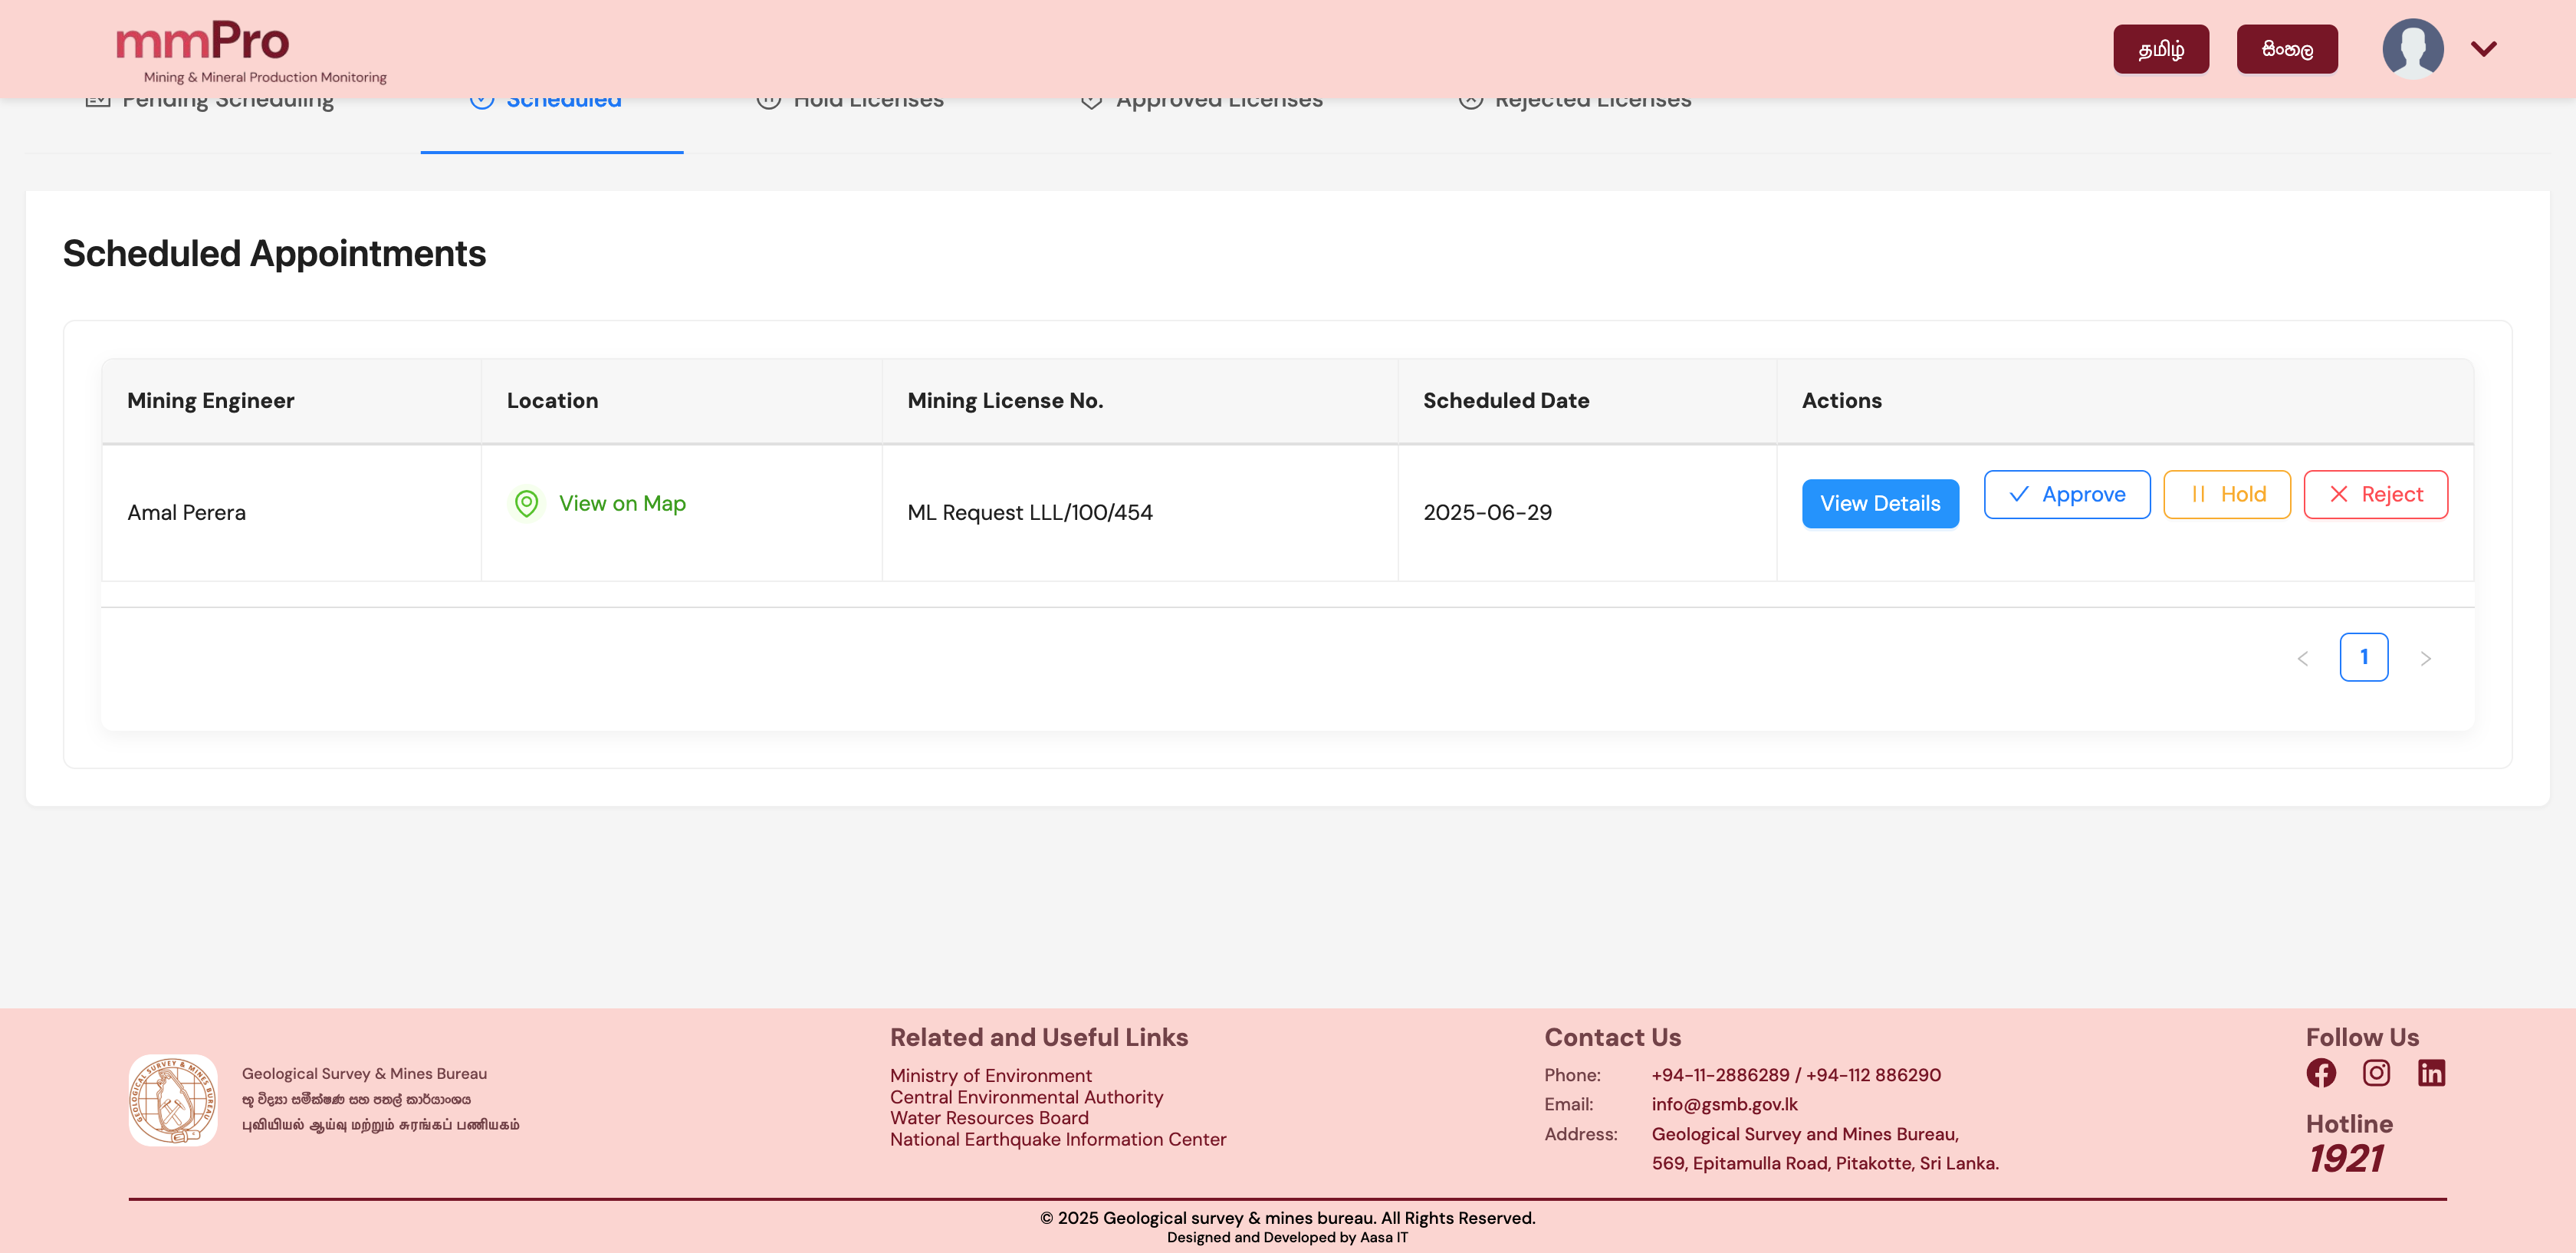 mmPro
Mining & Mineral Production Monitoring
தமிழ்
සිංහල
Pending Scheduling
Scheduled
Hold Licenses
Approved Licenses
Rejected Licenses
Scheduled Appointments
Mining Engineer
Location
Mining License No.
Scheduled Date
Actions
Amal Perera
View on Map
ML Request LLL/100/454
2025-06-29
View Details
Approve
Hold
Reject
1
GEOLOGICAL SURVEY & MINES BUREAU
Geological Survey & Mines Bureau
භූ විද්‍යා සමීක්ෂණ සහ පතල් කාර්යාංශය
புவியியல் ஆய்வு மற்றும் சுரங்கப் பணியகம்
Related and Useful Links
Ministry of Environment
Central Environmental Authority
Water Resources Board
National Earthquake Information Center
Contact Us
Phone: +94-11-2886289 / +94-112 886290
Email: info@gsmb.gov.lk
Address: Geological Survey and Mines Bureau,
569, Epitamulla Road, Pitakotte, Sri Lanka.
Follow Us
Hotline
1921
© 2025 Geological survey & mines bureau. All Rights Reserved.
Designed and Developed by Aasa IT